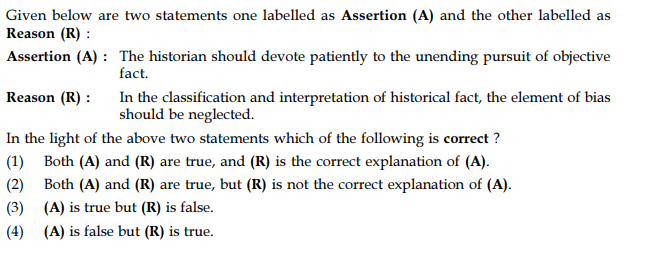 Given below are two statements one labelled as Assertion (A) and the other labelled as
Reason (R) :
Assertion (A) : The historian should devote patiently to the unending pursuit of objective
fact.
Reason (R) : In the classification and interpretation of historical fact, the element of bias
should be neglected.
In the light of the above two statements which of the following is correct ?
(1) Both (A) and (R) are true, and (R) is the correct explanation of (A).
(2) Both (A) and (R) are true, but (R) is not the correct explanation of (A).
(3) (A) is true but (R) is false.
(4) (A) is false but (R) is true.